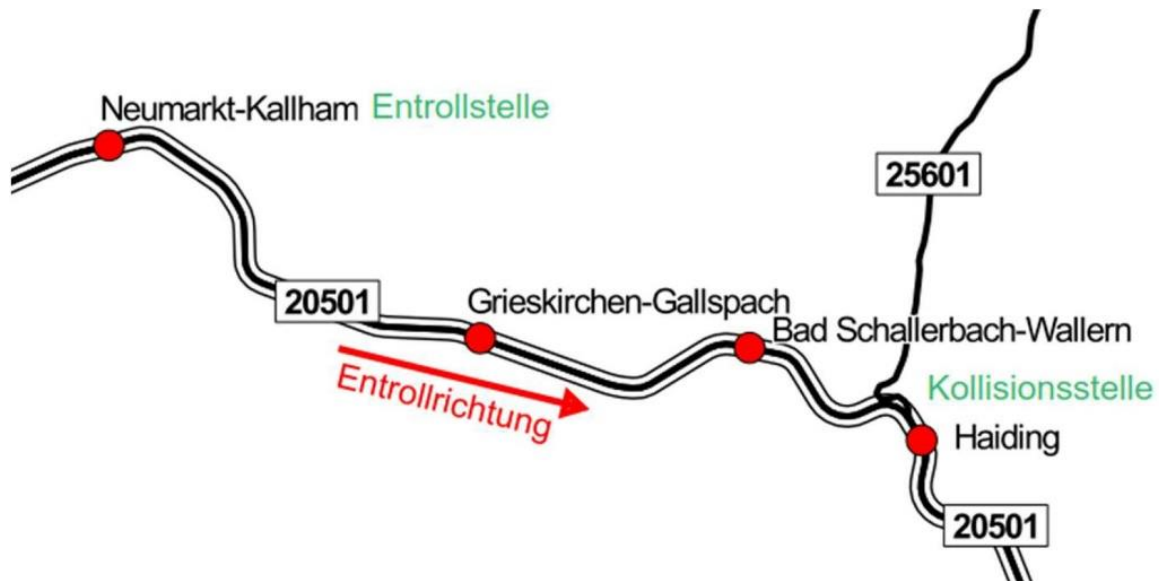 Neumarkt-Kallham Entrollstelle
25601
20501
Grieskirchen-Gallspach
Bad Schallerbach-Wallern
Entrollrichtung
Kollisionsstelle
Haiding
20501